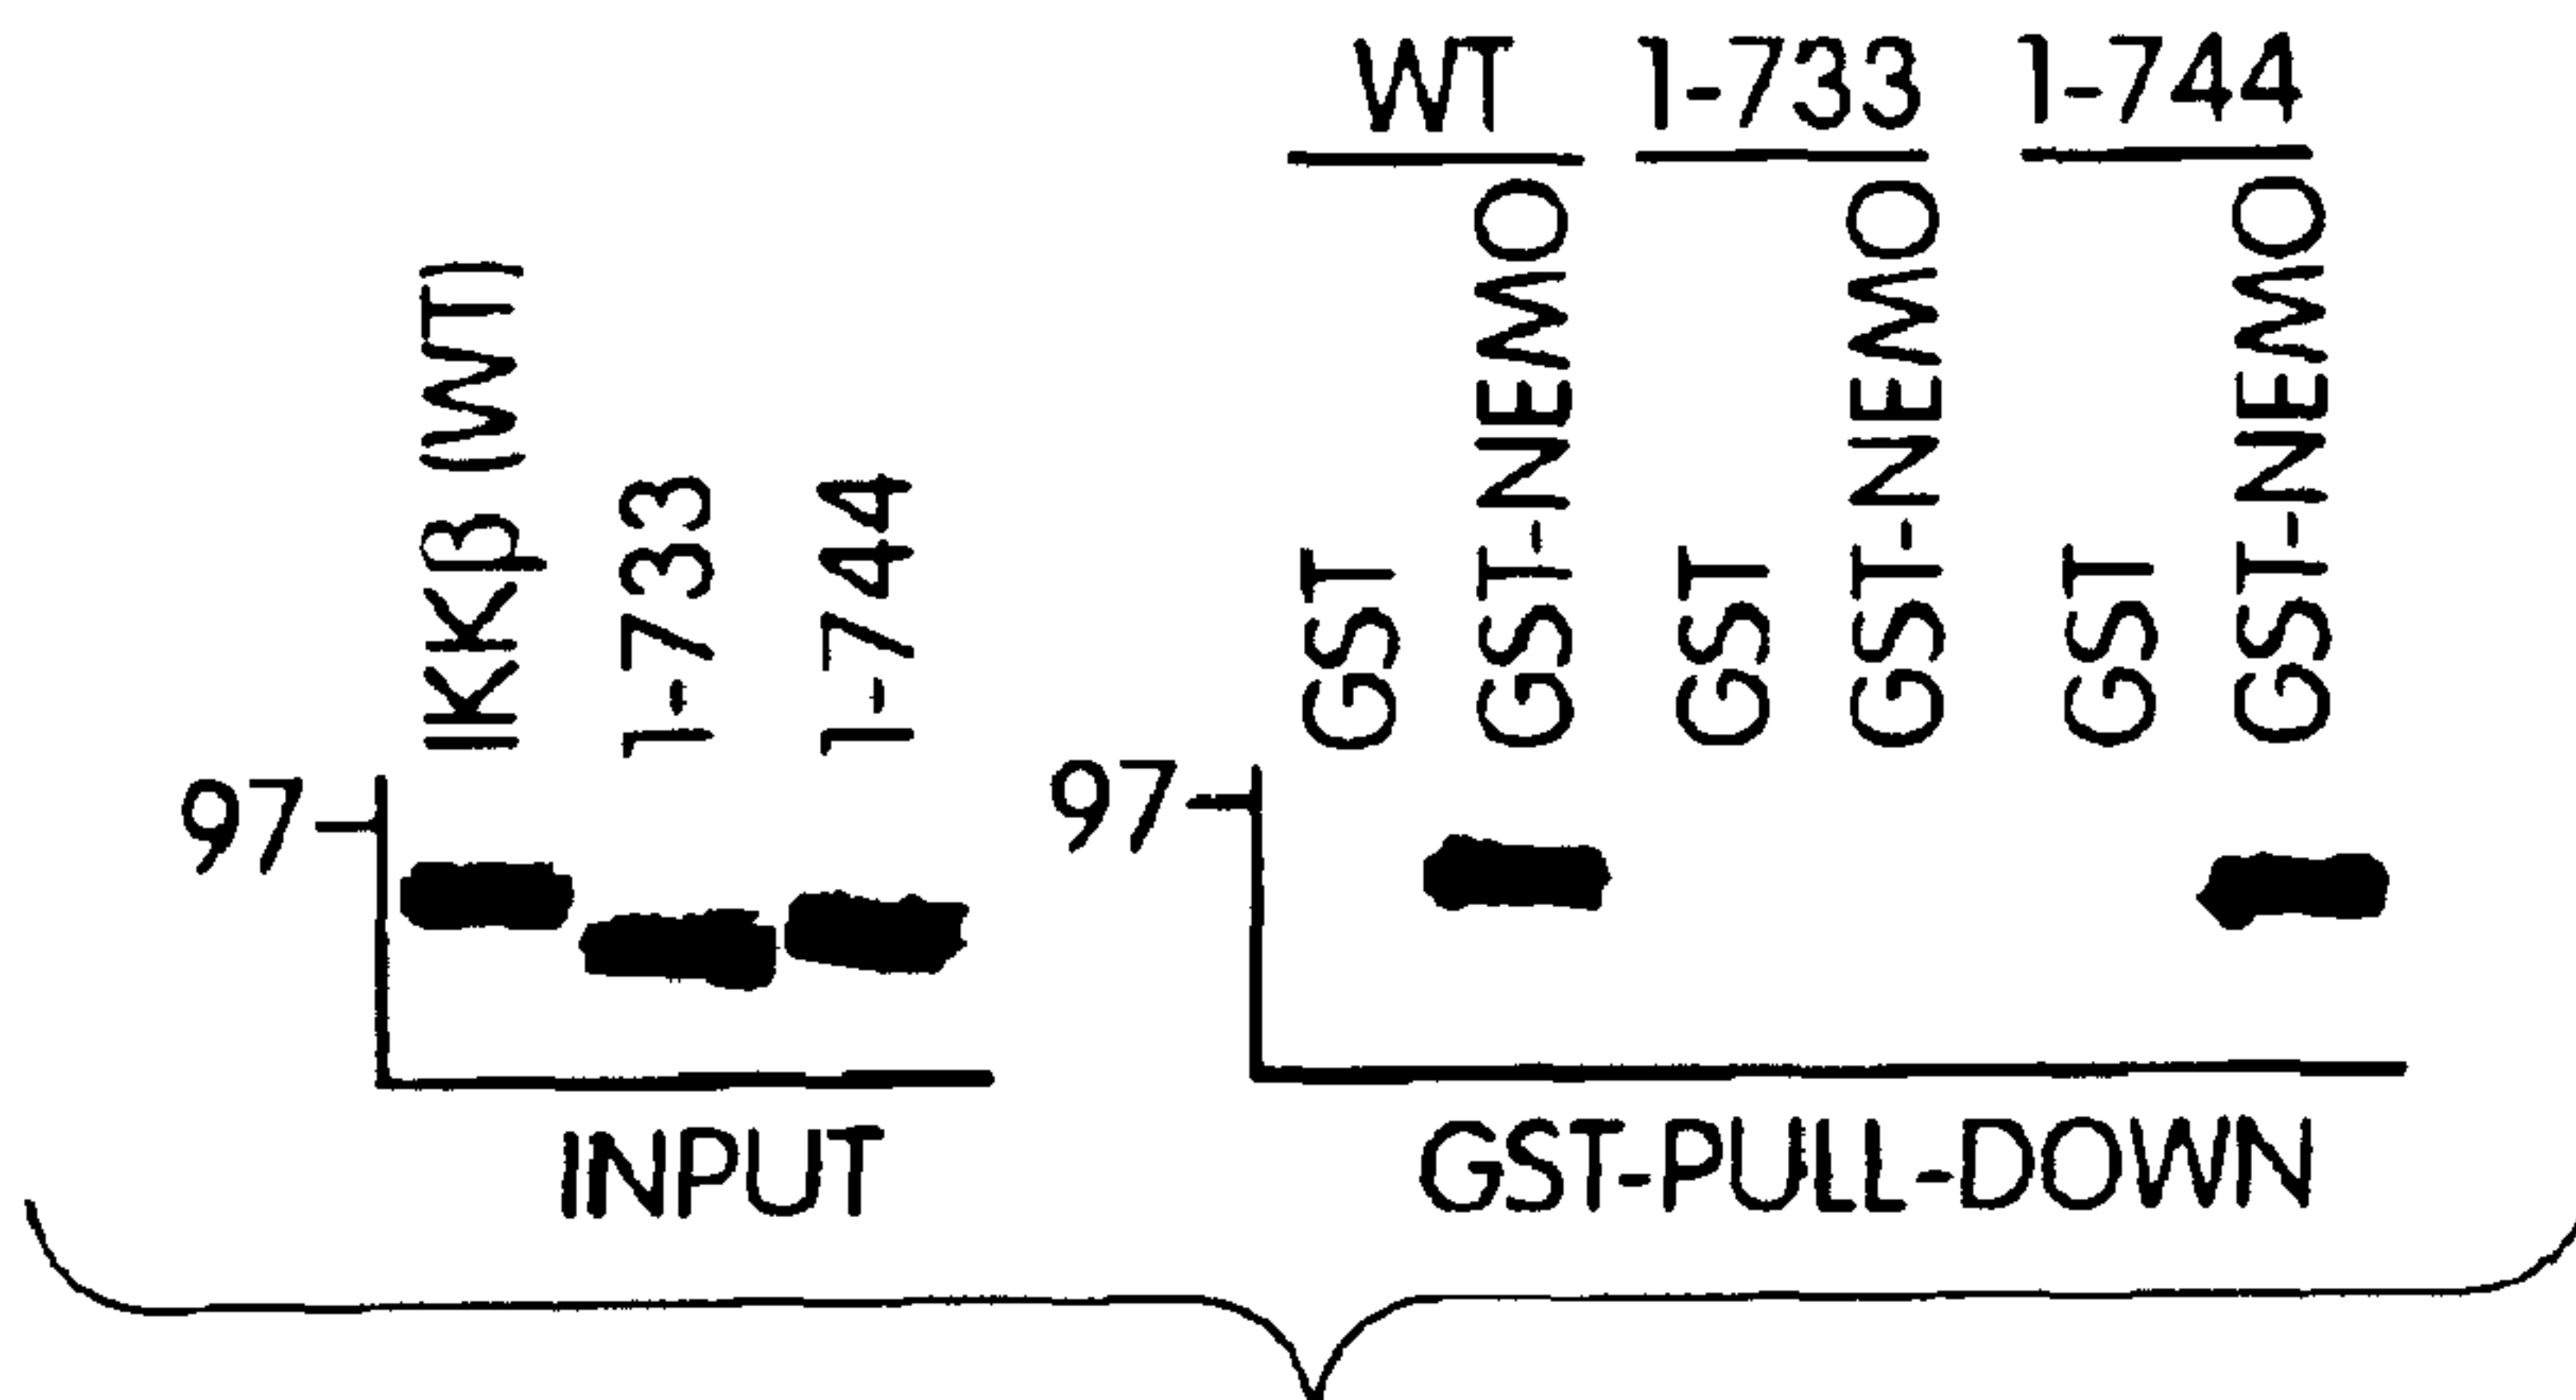 IKKβ (WT)
1-733
1-744
97
INPUT
WT
1-733
1-744
GST
GST-NEMO
GST
GST-NEMO
GST
GST-NEMO
97
GST-PULL-DOWN